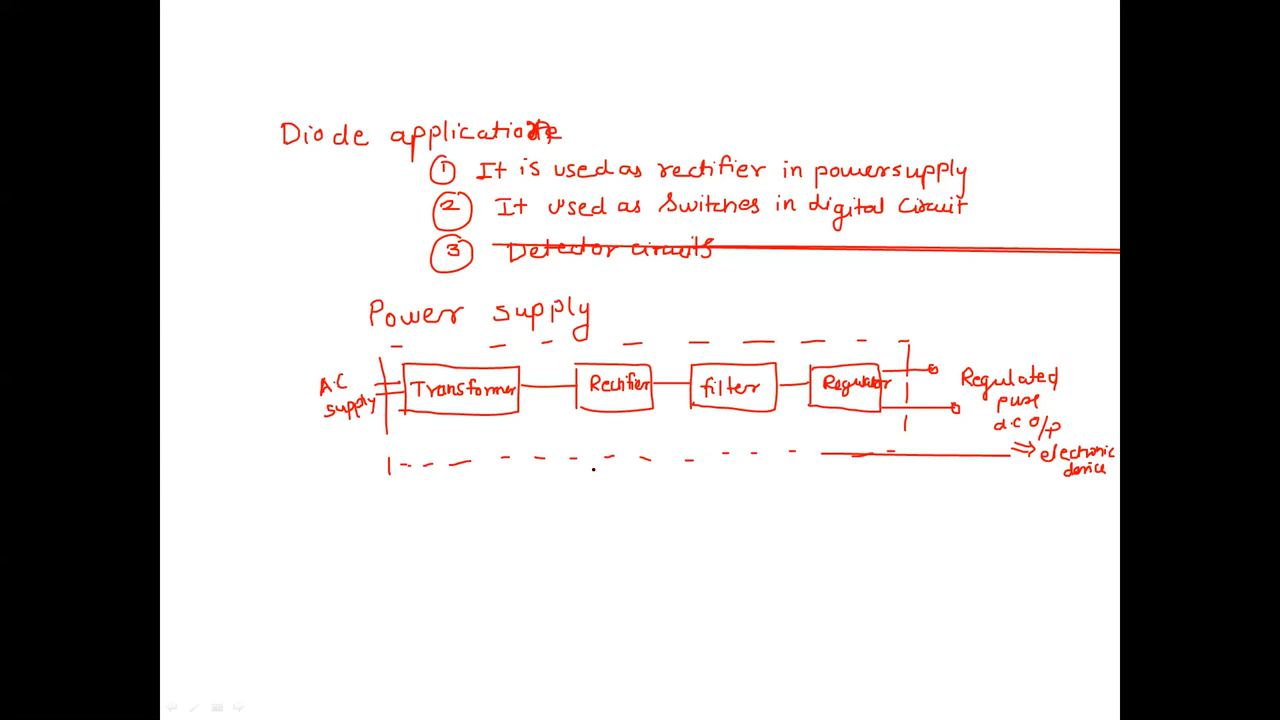 Diode applications
① It is used as rectifier in powersupply
② It used as switches in digital circuit
③ Detector circuits
Power supply
A.C
supply
Transformer
Rectifier
filter
Regulator
Regulated
pure
d.c O/P
⇒ electronic
device